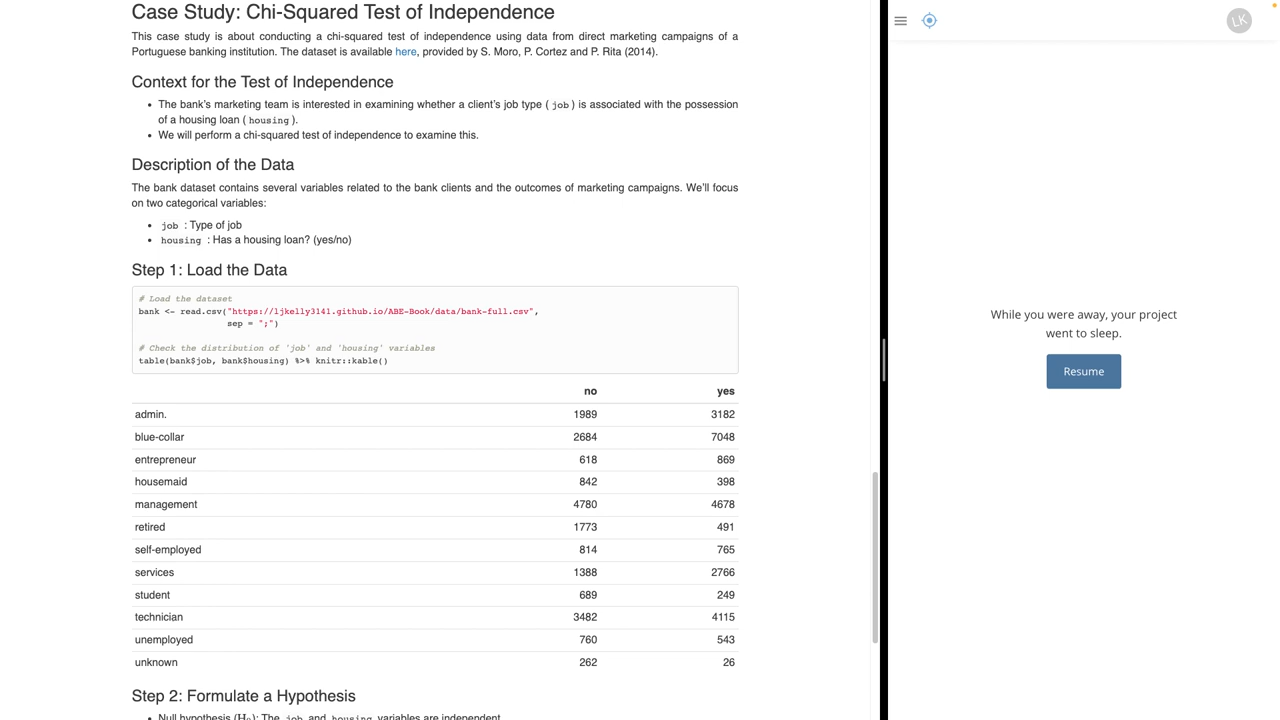 Case Study: Chi-Squared Test of Independence
This case study is about conducting a chi-squared test of independence using data from direct marketing campaigns of a
Portuguese banking institution. The dataset is available here, provided by S. Moro, P. Cortez and P. Rita (2014).
Context for the Test of Independence
• The bank's marketing team is interested in examining whether a client's job type ( job ) is associated with the possession
of a housing loan ( housing ).
• We will perform a chi-squared test of independence to examine this.
Description of the Data
The bank dataset contains several variables related to the bank clients and the outcomes of marketing campaigns. We'll focus
on two categorical variables:
• job : Type of job
• housing : Has a housing loan? (yes/no)
Step 1: Load the Data
# Load the dataset
bank <- read.csv("https://ljkelly3141.github.io/ABE-Book/data/bank-full.csv",
sep = ";")
# Check the distribution of 'job' and 'housing' variables
table(bank$job, bank$housing) %>% knitr::kable()
no yes
admin. 1989 3182
blue-collar 2684 7048
entrepreneur 618 869
housemaid 842 398
management 4780 4678
retired 1773 491
self-employed 814 765
services 1388 2766
student 689 249
technician 3482 4115
unemployed 760 543
unknown 262 26
Step 2: Formulate a Hypothesis
• Null hypothesis (H₀): The job and housing variables are independent.
LK
While you were away, your project
went to sleep.
Resume